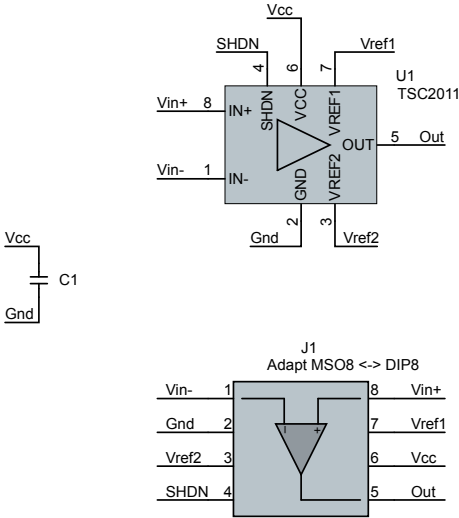 Vcc
SHDN
Vref1
4
6
7
U1
TSC2011
Vin+ 8 IN+
SHDN
VCC
VREF1
OUT 5 Out
Vin- 1 IN-
GND
VREF2
2
3
Gnd
Vref2
Vcc
C1
Gnd
J1
Adapt MSO8 <-> DIP8
Vin- 1 8 Vin+
- +
Gnd 2 7 Vref1
Vref2 3 6 Vcc
SHDN 4 5 Out